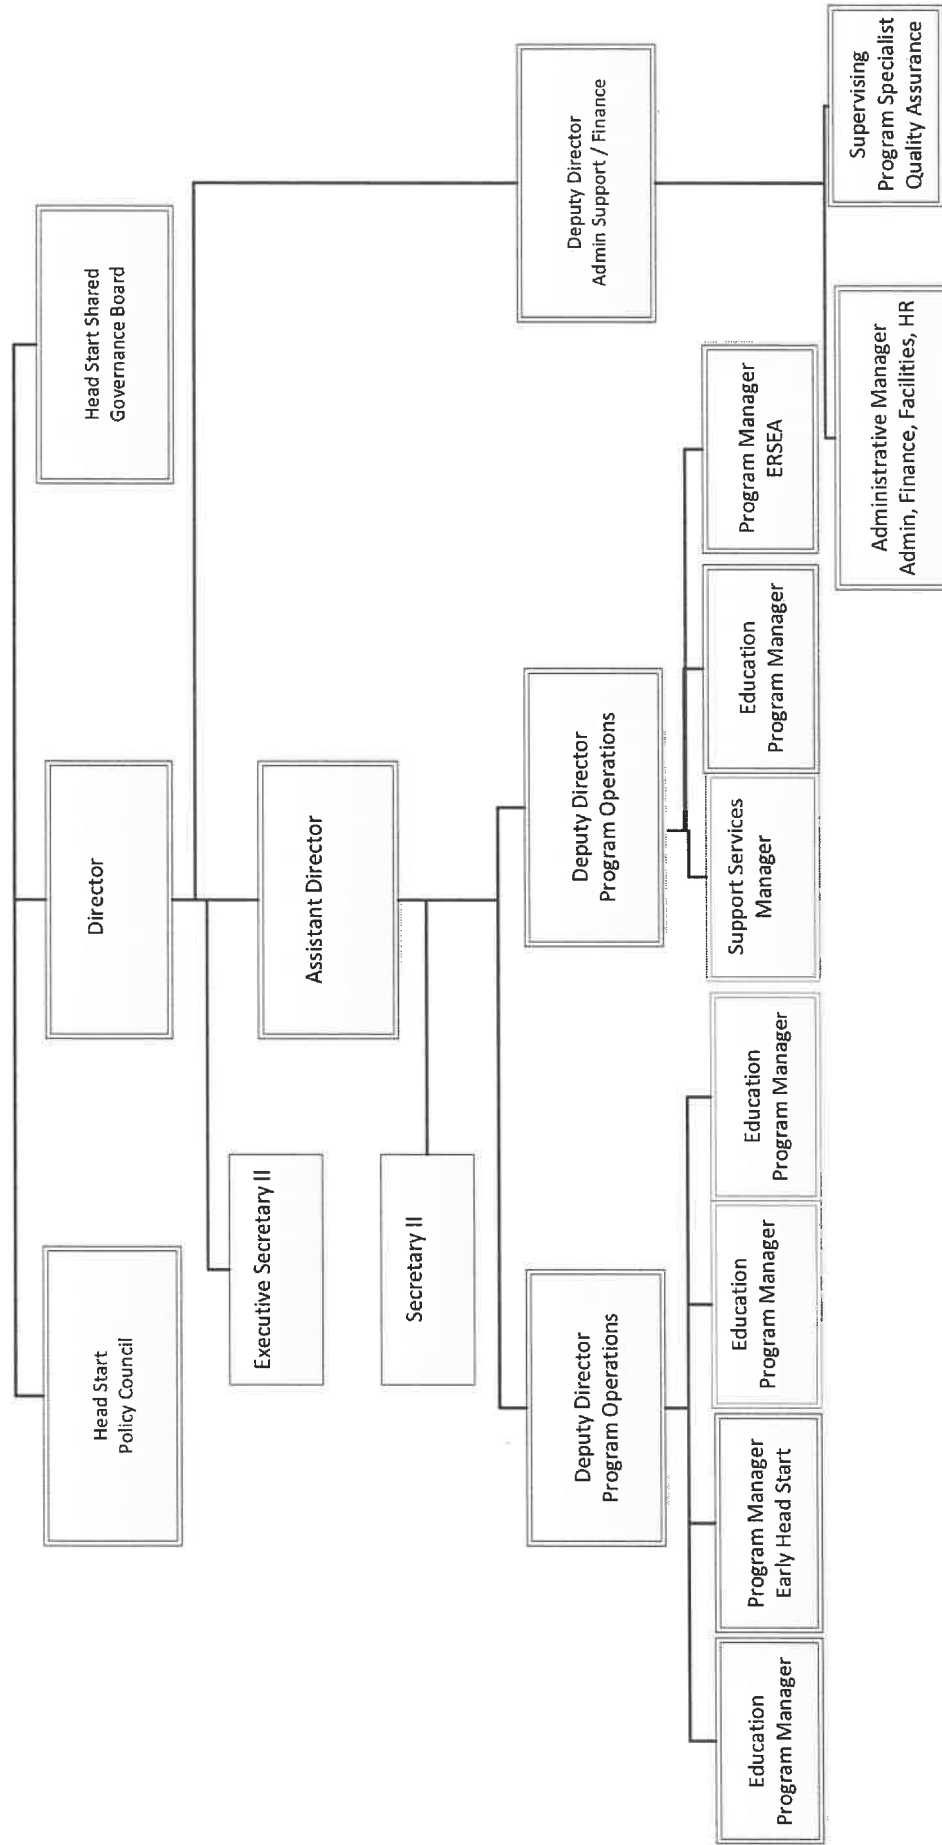 Head Start
Policy Council
Director
Head Start Shared
Governance Board
Executive Secretary II
Assistant Director
Secretary II
Deputy Director
Program Operations
Deputy Director
Program Operations
Deputy Director
Admin Support / Finance
Education
Program Manager
Program Manager
Early Head Start
Education
Program Manager
Education
Program Manager
Support Services
Manager
Education
Program Manager
Program Manager
ERSEA
Administrative Manager
Admin, Finance, Facilities, HR
Supervising
Program Specialist
Quality Assurance